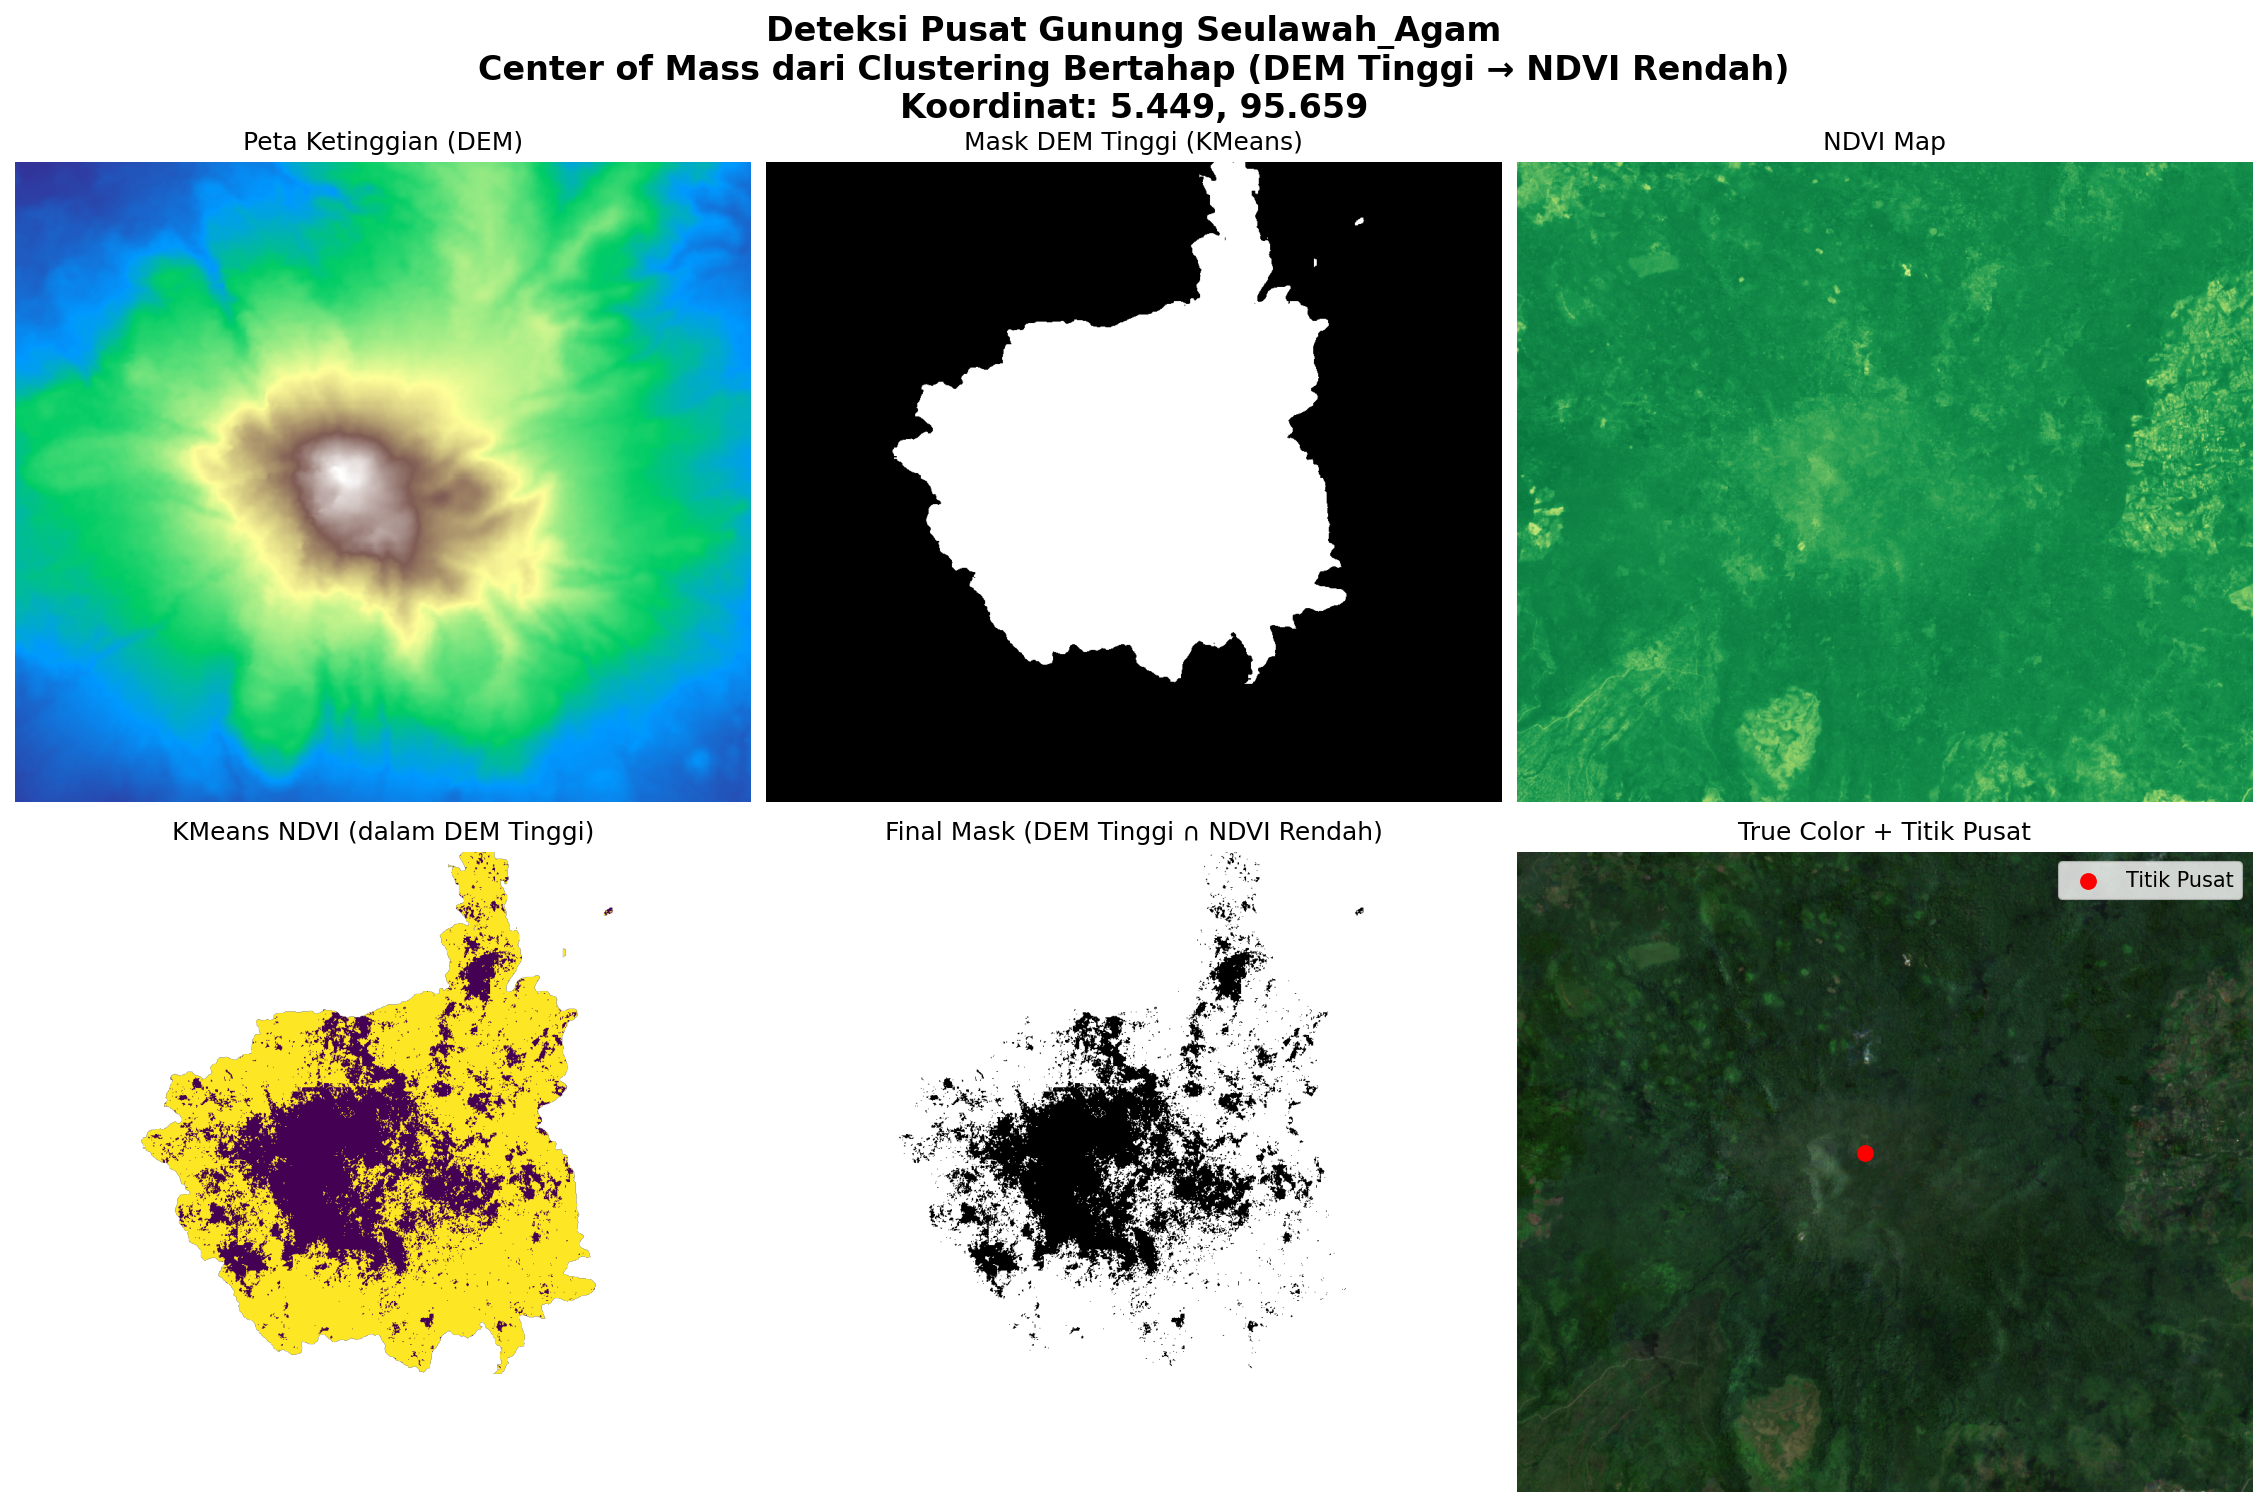 Deteksi Pusat Gunung Seulawah_Agam
Center of Mass dari Clustering Bertahap (DEM Tinggi → NDVI Rendah)
Koordinat: 5.449, 95.659
Peta Ketinggian (DEM)
Mask DEM Tinggi (KMeans)
NDVI Map
KMeans NDVI (dalam DEM Tinggi)
Final Mask (DEM Tinggi ∩ NDVI Rendah)
True Color + Titik Pusat
Titik Pusat